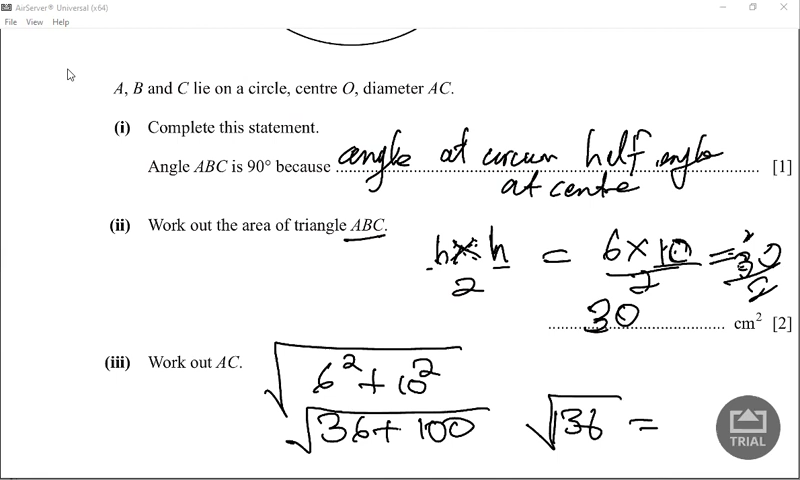 AirServer® Universal (x64)
File View Help
A, B and C lie on a circle, centre O, diameter AC.
(i) Complete this statement.
Angle ABC is 90° because angle at circum half angle [1]
at centre
(ii) Work out the area of triangle ABC.
b × h / 2 = 6 × 10 / 2 = 30
30 cm² [2]
(iii) Work out AC. √6² + 10²
√36 + 100 √136 =
TRIAL